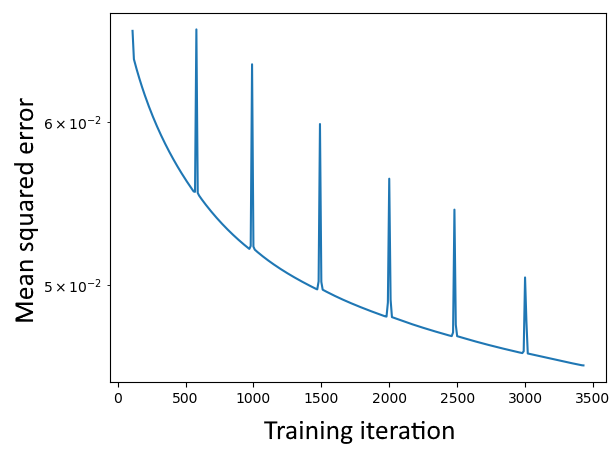 Mean squared error
6 × 10⁻²
5 × 10⁻²
0 500 1000 1500 2000 2500 3000 3500
Training iteration